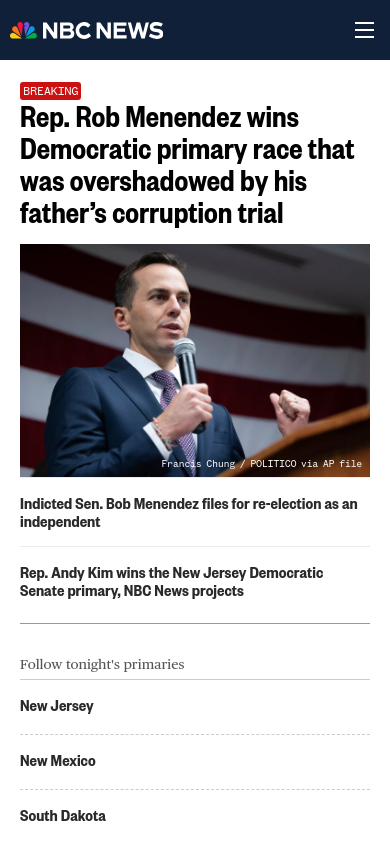 NBC NEWS
BREAKING
Rep. Rob Menendez wins
Democratic primary race that
was overshadowed by his
father’s corruption trial
Francis Chung / POLITICO via AP file
Indicted Sen. Bob Menendez files for re-election as an
independent
Rep. Andy Kim wins the New Jersey Democratic
Senate primary, NBC News projects
Follow tonight's primaries
New Jersey
New Mexico
South Dakota